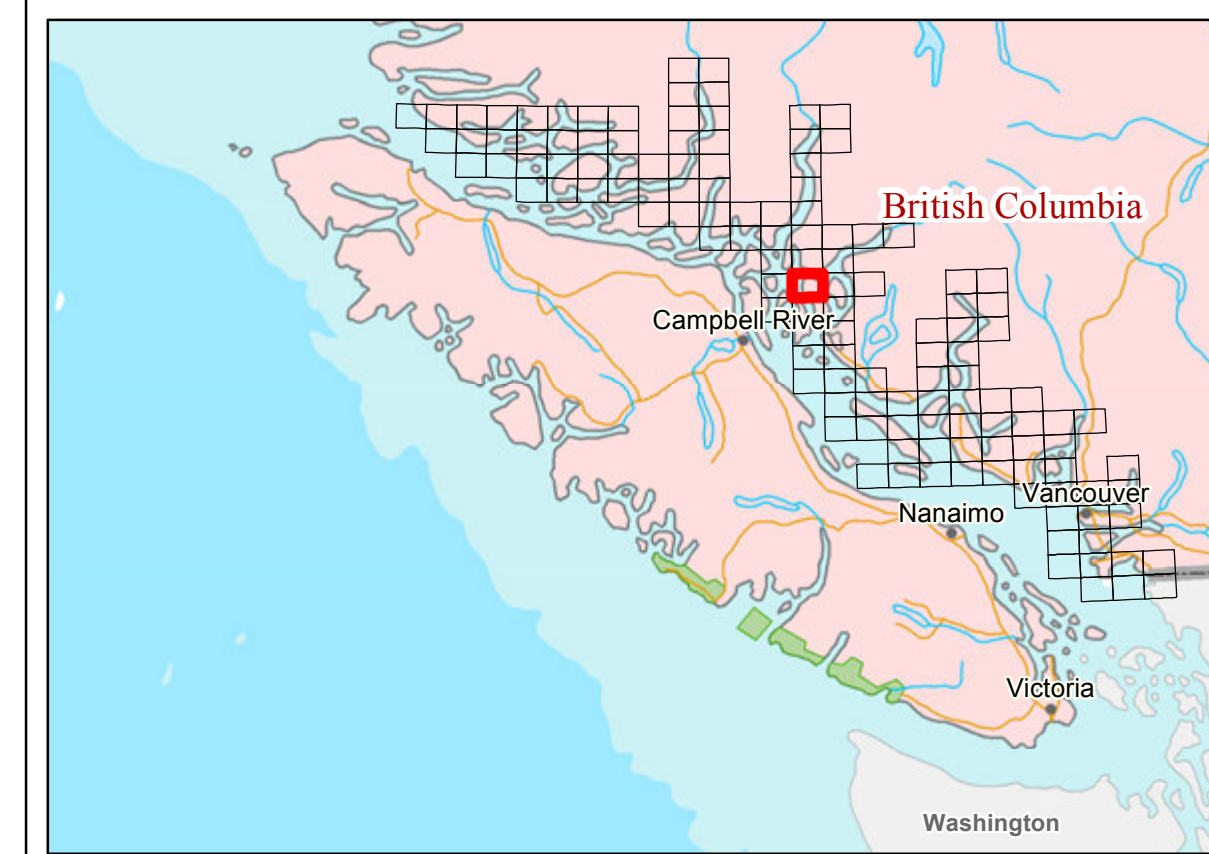 British Columbia
Campbell River
Vancouver
Nanaimo
Victoria
Washington